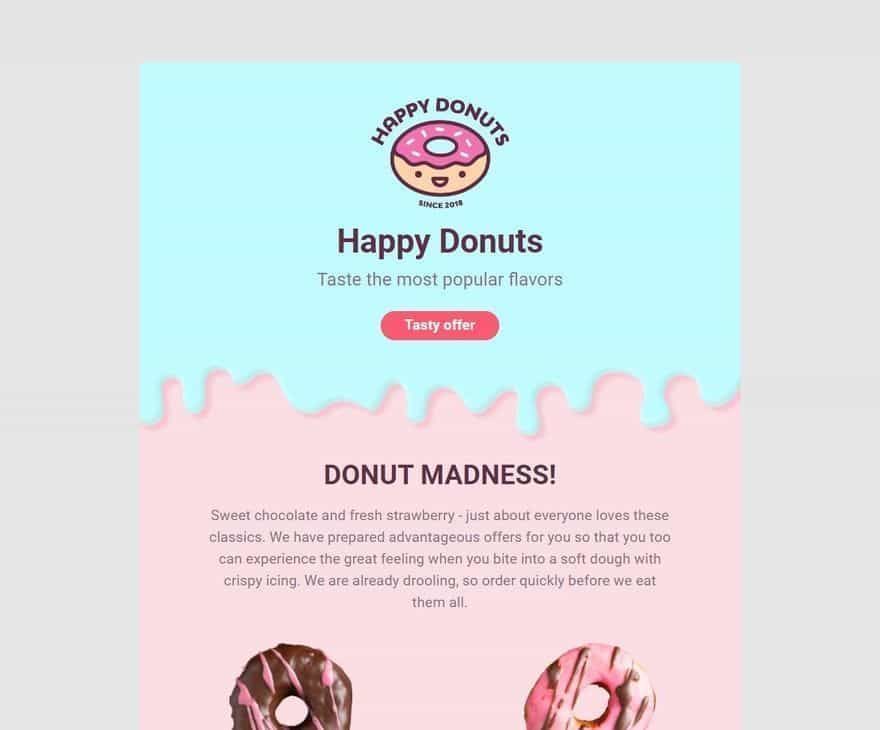 HAPPY DONUTS
SINCE 2018
Happy Donuts
Taste the most popular flavors
Tasty offer
DONUT MADNESS!
Sweet chocolate and fresh strawberry - just about everyone loves these
classics. We have prepared advantageous offers for you so that you too
can experience the great feeling when you bite into a soft dough with
crispy icing. We are already drooling, so order quickly before we eat
them all.